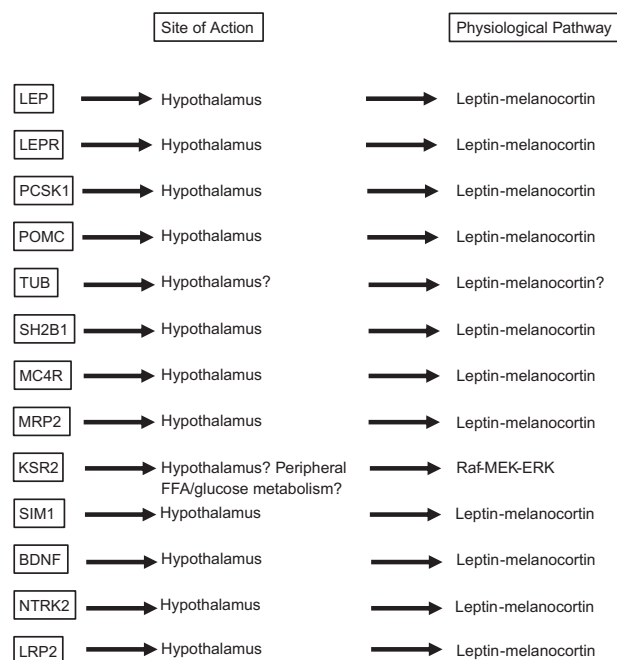 Site of Action Physiological Pathway
LEP Hypothalamus Leptin-melanocortin
LEPR Hypothalamus Leptin-melanocortin
PCSK1 Hypothalamus Leptin-melanocortin
POMC Hypothalamus Leptin-melanocortin
TUB Hypothalamus? Leptin-melanocortin?
SH2B1 Hypothalamus Leptin-melanocortin
MC4R Hypothalamus Leptin-melanocortin
MRP2 Hypothalamus Leptin-melanocortin
KSR2 Hypothalamus? Peripheral Raf-MEK-ERK
FFA/glucose metabolism?
SIM1 Hypothalamus Leptin-melanocortin
BDNF Hypothalamus Leptin-melanocortin
NTRK2 Hypothalamus Leptin-melanocortin
LRP2 Hypothalamus Leptin-melanocortin